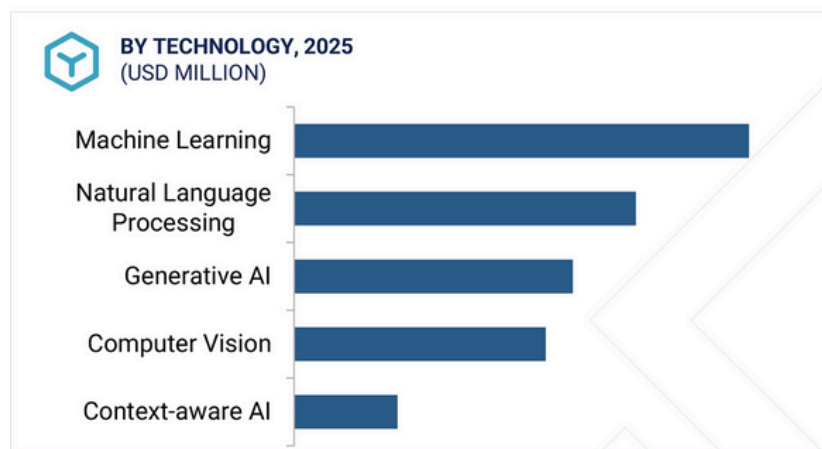 BY TECHNOLOGY, 2025
(USD MILLION)
Machine Learning
Natural Language
Processing
Generative AI
Computer Vision
Context-aware AI